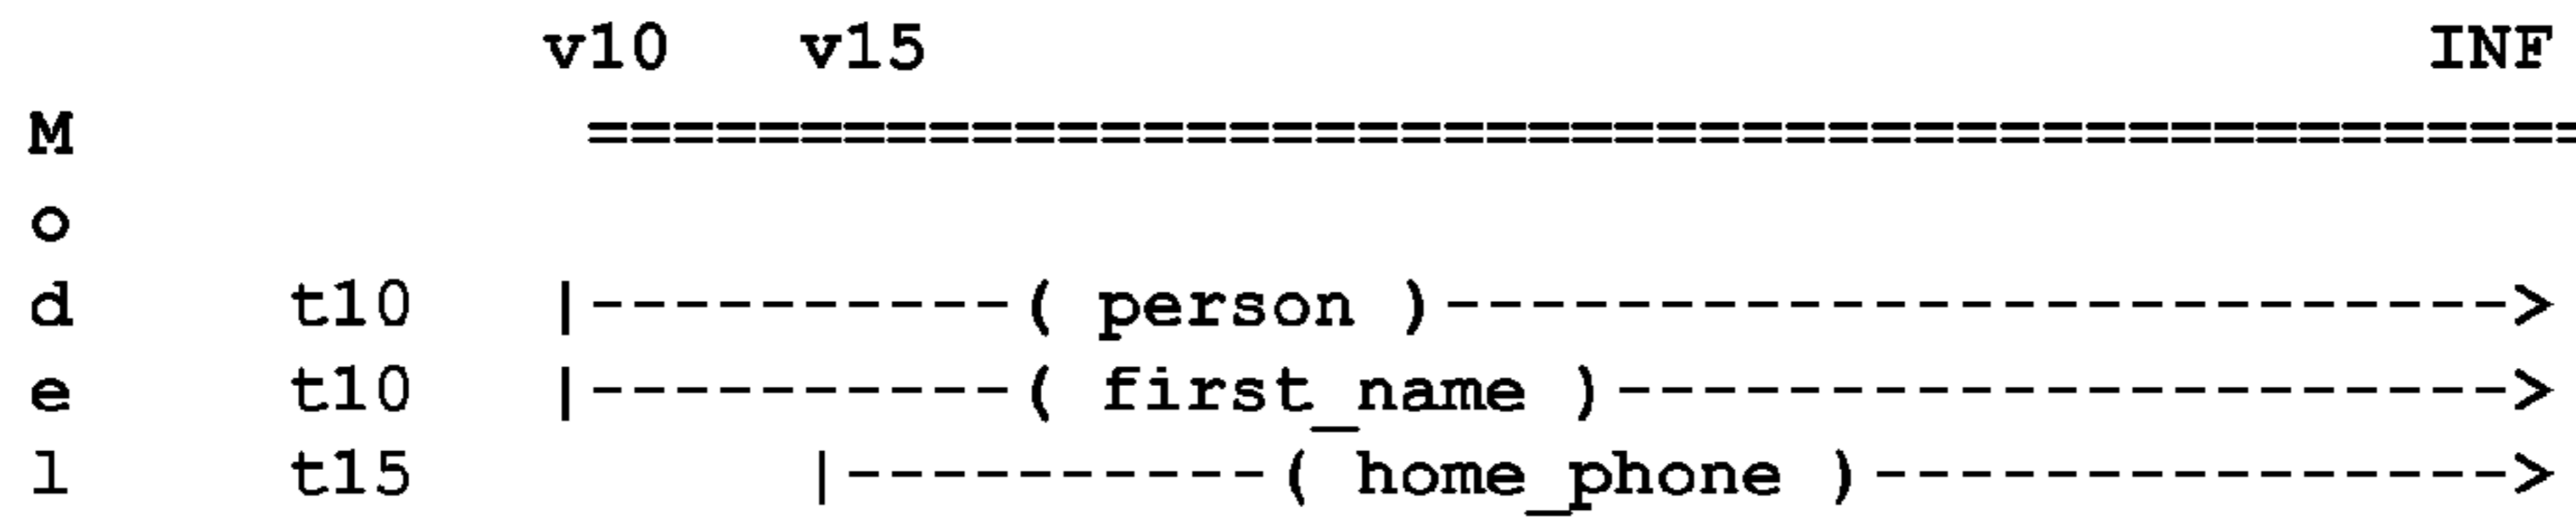 v10 v15 INF
M ==============================================
o
d t10 |----------( person )-------------------------->
e t10 |----------( first_name )---------------------->
l t15 |----------( home_phone )---------------->